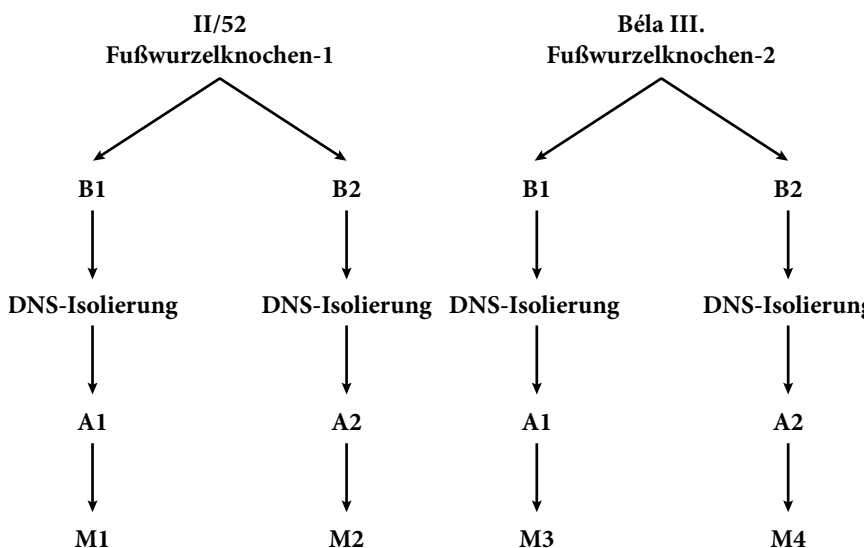 II/52
Fußwurzelknochen-1
Béla III.
Fußwurzelknochen-2
B1 B2 B1 B2
DNS-Isolierung DNS-Isolierung DNS-Isolierung DNS-Isolierung
A1 A2 A1 A2
M1 M2 M3 M4